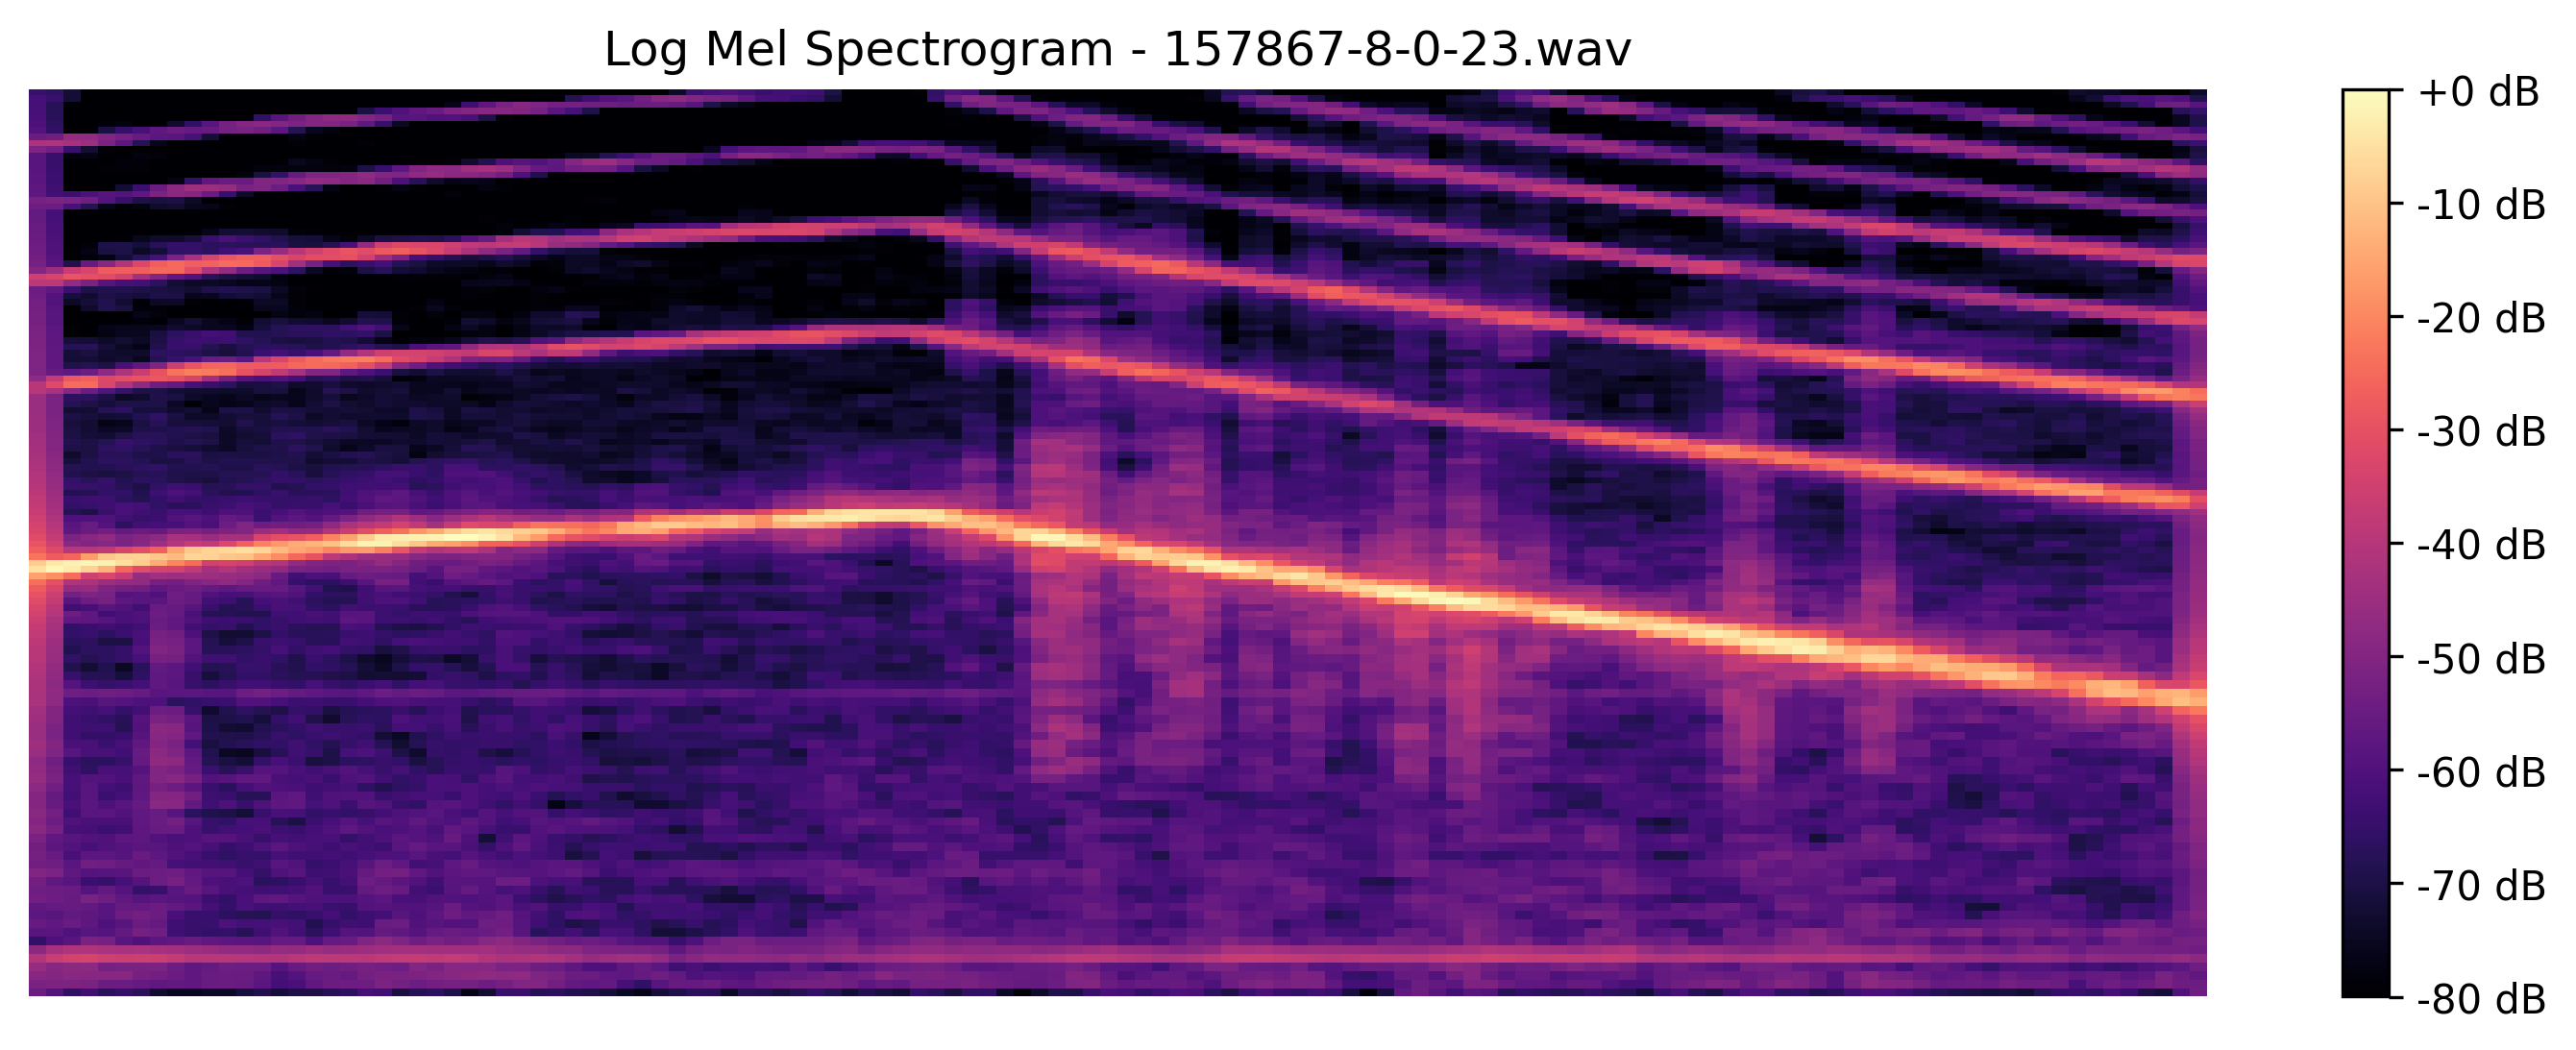 Log Mel Spectrogram - 157867-8-0-23.wav
+0 dB
-10 dB
-20 dB
-30 dB
-40 dB
-50 dB
-60 dB
-70 dB
-80 dB